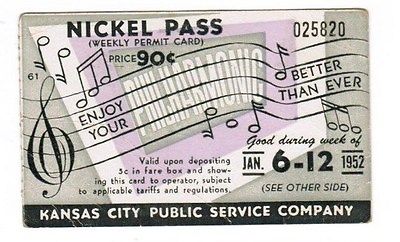 NICKEL PASS
025820
(WEEKLY PERMIT CARD)
PRICE 90¢
61
ENJOY
YOUR
PHILHARMONIC
BETTER
THAN EVER
Good during week of
JAN. 6-12 1952
(SEE OTHER SIDE)
Valid upon depositing
5c in fare box and show-
ing this card to operator, subject
to applicable tariffs and regulations.
KANSAS CITY PUBLIC SERVICE COMPANY